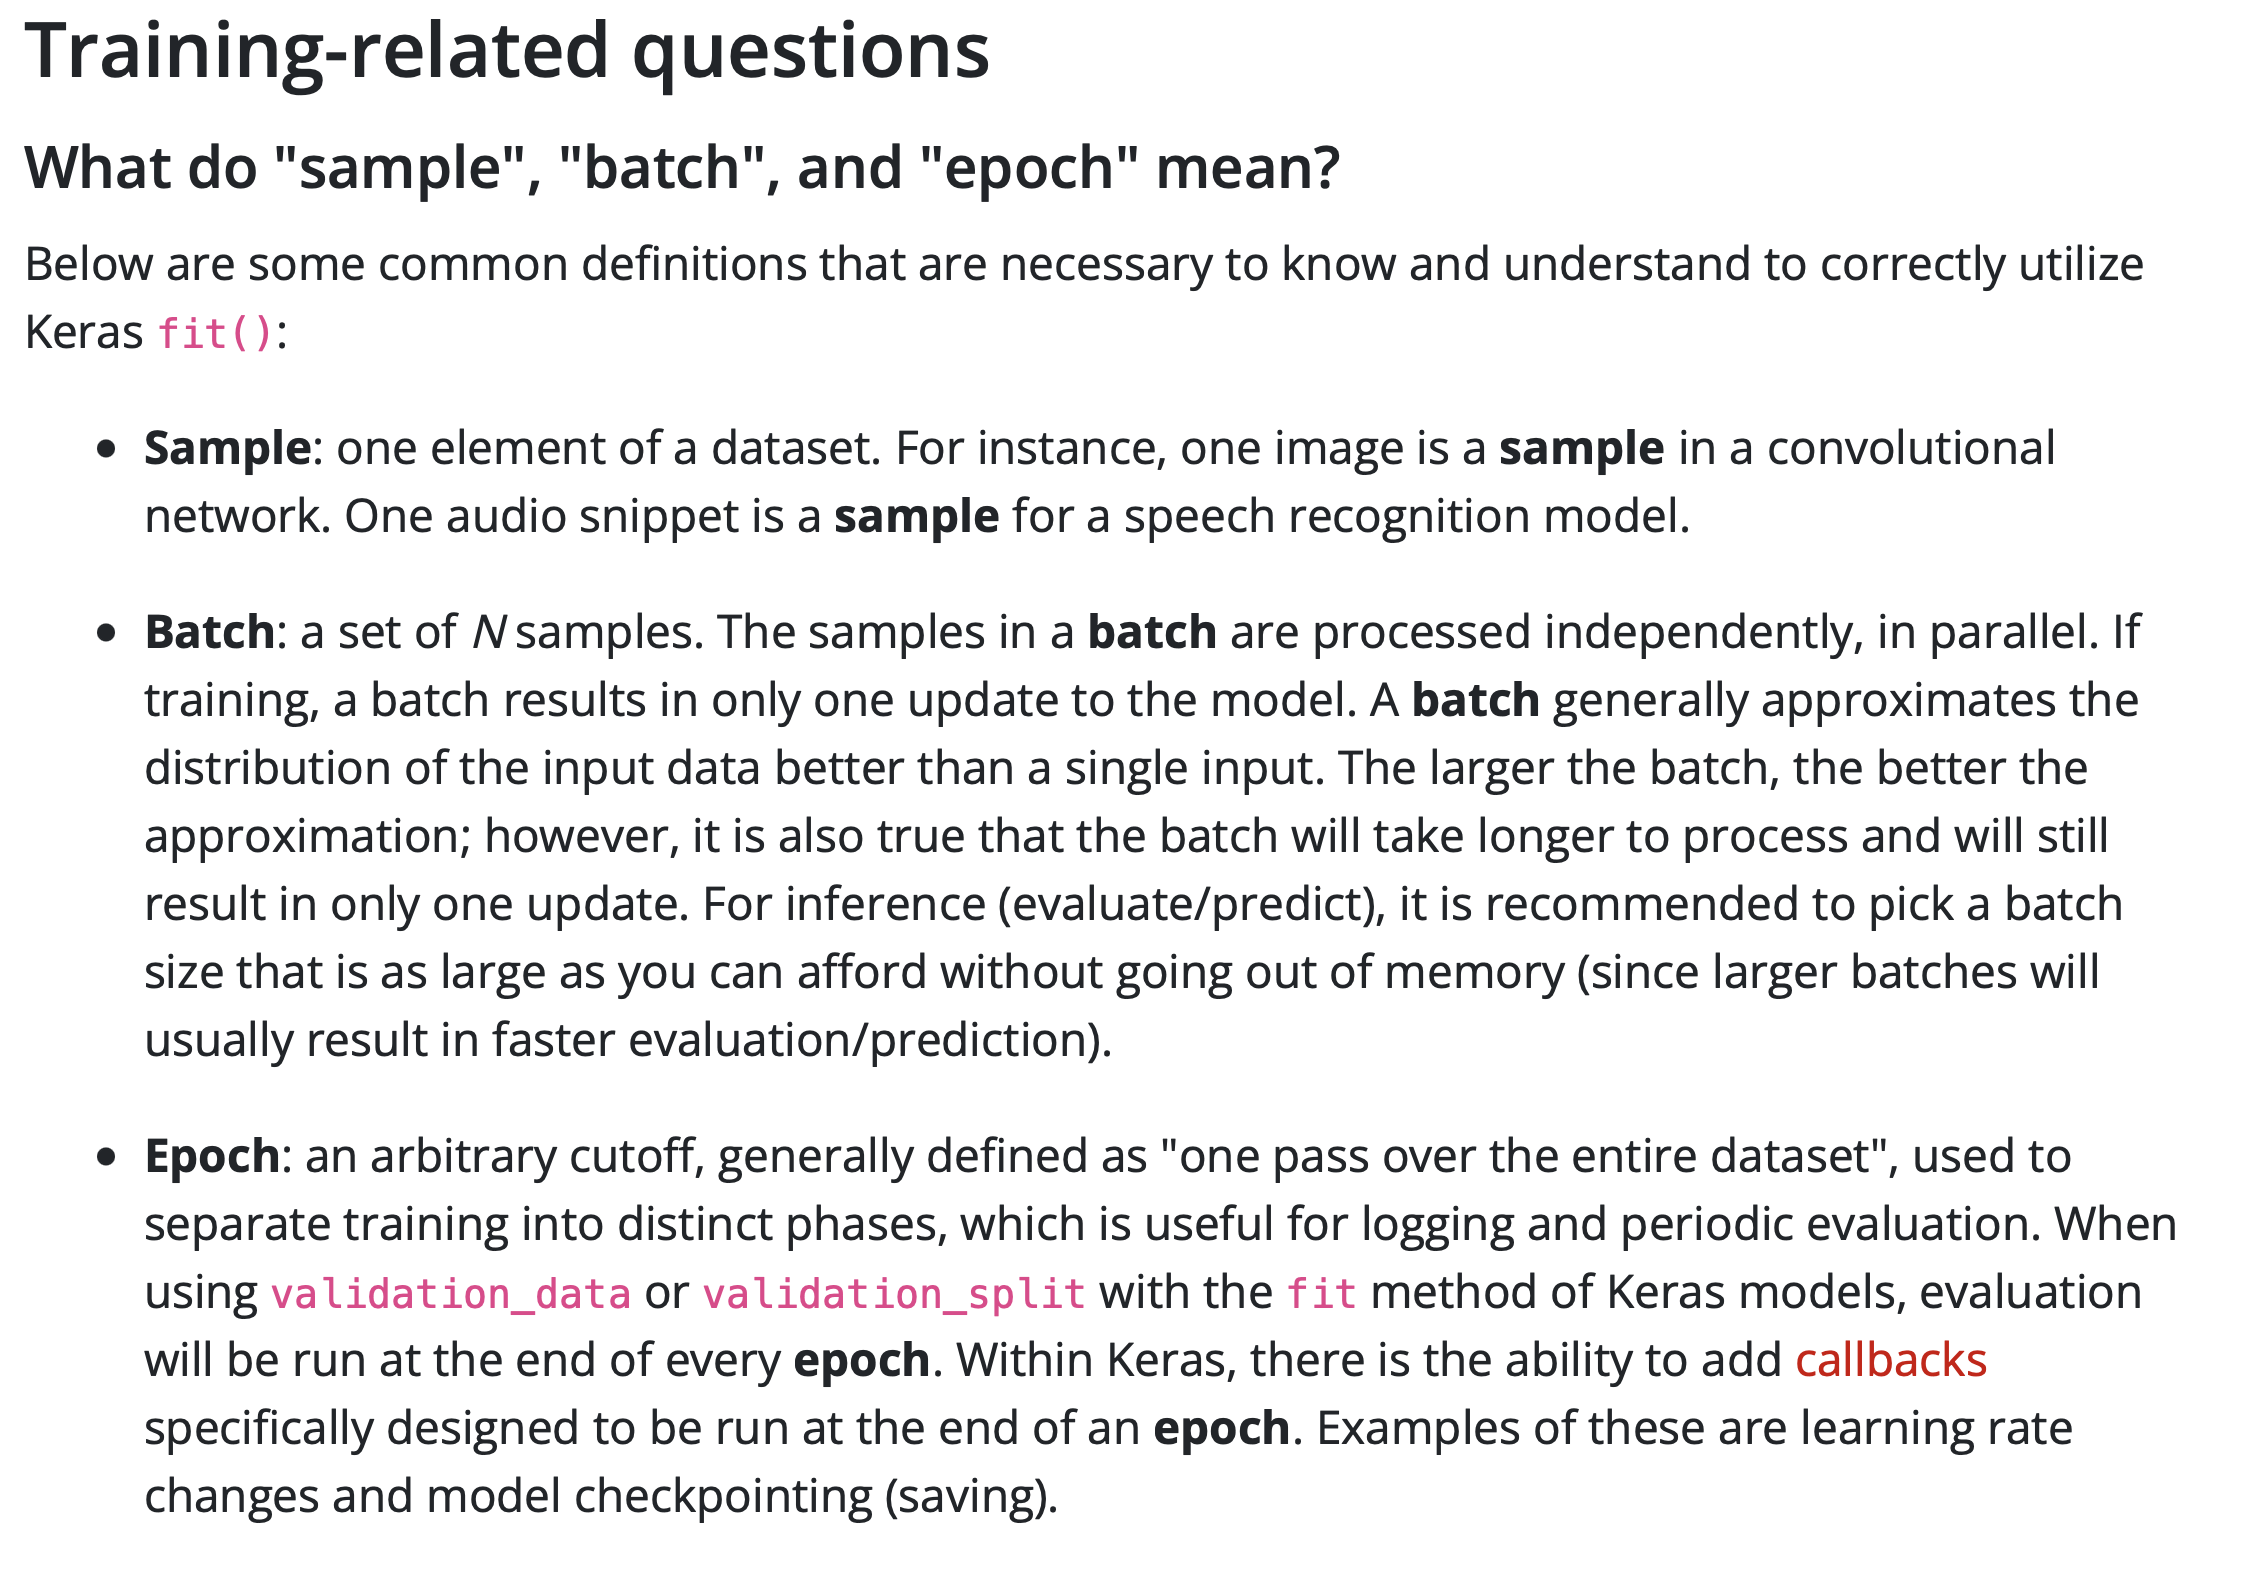 Training-related questions
What do "sample", "batch", and "epoch" mean?
Below are some common definitions that are necessary to know and understand to correctly utilize
Keras fit():
• Sample: one element of a dataset. For instance, one image is a sample in a convolutional
network. One audio snippet is a sample for a speech recognition model.
• Batch: a set of N samples. The samples in a batch are processed independently, in parallel. If
training, a batch results in only one update to the model. A batch generally approximates the
distribution of the input data better than a single input. The larger the batch, the better the
approximation; however, it is also true that the batch will take longer to process and will still
result in only one update. For inference (evaluate/predict), it is recommended to pick a batch
size that is as large as you can afford without going out of memory (since larger batches will
usually result in faster evaluation/prediction).
• Epoch: an arbitrary cutoff, generally defined as "one pass over the entire dataset", used to
separate training into distinct phases, which is useful for logging and periodic evaluation. When
using validation_data or validation_split with the fit method of Keras models, evaluation
will be run at the end of every epoch. Within Keras, there is the ability to add callbacks
specifically designed to be run at the end of an epoch. Examples of these are learning rate
changes and model checkpointing (saving).